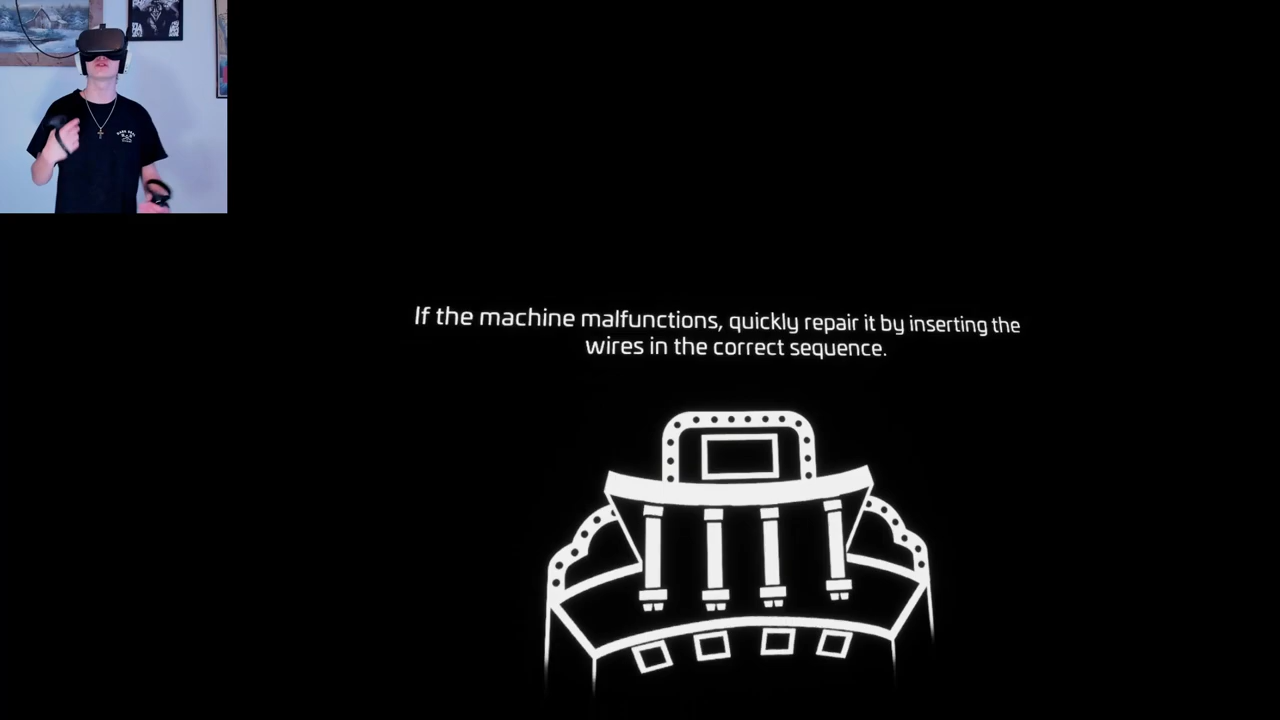 If the machine malfunctions, quickly repair it by inserting the
wires in the correct sequence.